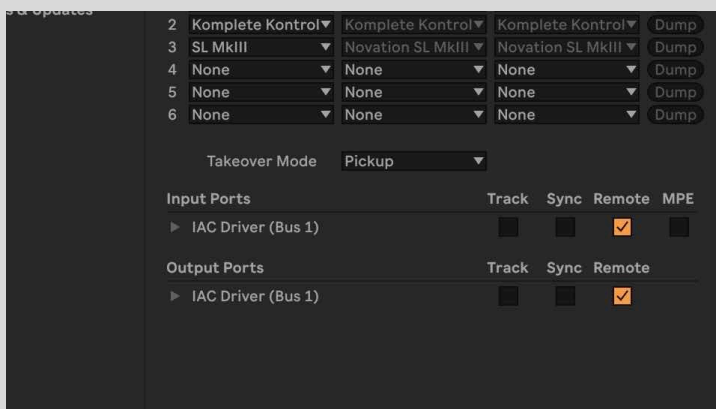 s & Updates
2 Komplete Kontrol Komplete Kontrol Komplete Kontrol Dump
3 SL MkIII Novation SL MkIII Novation SL MkIII Dump
4 None None None Dump
5 None None None Dump
6 None None None Dump
Takeover Mode Pickup
Input Ports Track Sync Remote MPE
IAC Driver (Bus 1)
Output Ports Track Sync Remote
IAC Driver (Bus 1)